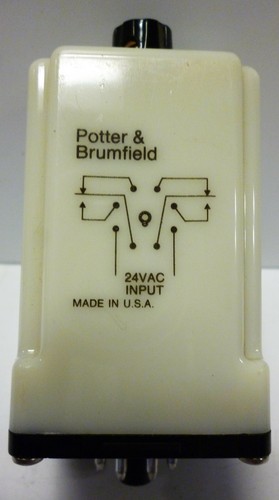 Potter &
Brumfield
24VAC
INPUT
MADE IN U.S.A.